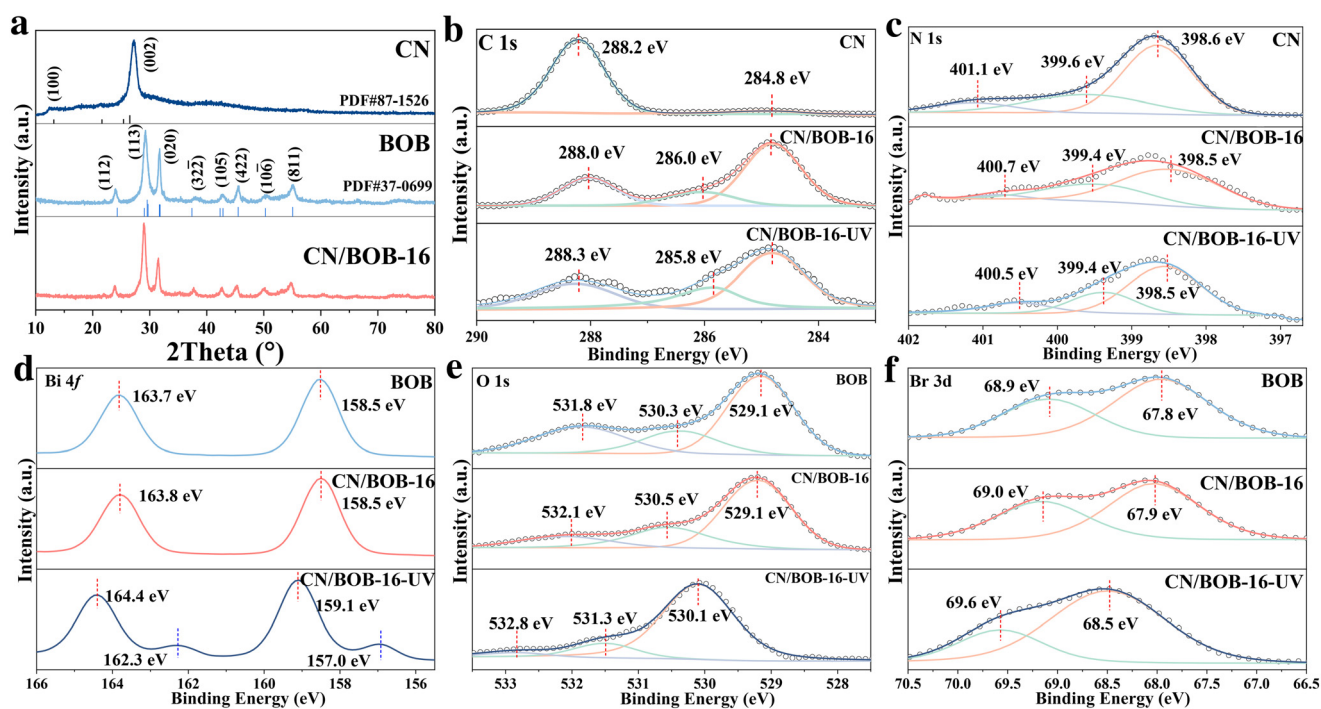 a
CN
(100)
(002)
PDF#87-1526
BOB
(112)
(113)
(020)
(32̅2̅)
(105)
(422)
(106̅)
(811)
PDF#37-0699
CN/BOB-16
Intensity (a.u.)
10 20 30 40 50 60 70 80
2Theta (°)
b
C 1s
CN
288.2 eV
284.8 eV
CN/BOB-16
288.0 eV
286.0 eV
CN/BOB-16-UV
288.3 eV
285.8 eV
Intensity (a.u.)
290 288 286 284
Binding Energy (eV)
c
N 1s
CN
401.1 eV
399.6 eV
398.6 eV
CN/BOB-16
400.7 eV
399.4 eV
398.5 eV
CN/BOB-16-UV
400.5 eV
399.4 eV
398.5 eV
Intensity (a.u.)
402 401 400 399 398 397
Binding Energy (eV)
d
Bi 4f
BOB
163.7 eV
158.5 eV
CN/BOB-16
163.8 eV
158.5 eV
CN/BOB-16-UV
164.4 eV
159.1 eV
162.3 eV
157.0 eV
Intensity (a.u.)
166 164 162 160 158 156
Binding Energy (eV)
e
O 1s
BOB
531.8 eV
530.3 eV
529.1 eV
CN/BOB-16
532.1 eV
530.5 eV
529.1 eV
CN/BOB-16-UV
532.8 eV
531.3 eV
530.1 eV
Intensity (a.u.)
533 532 531 530 529 528
Binding Energy (eV)
f
Br 3d
BOB
68.9 eV
67.8 eV
CN/BOB-16
69.0 eV
67.9 eV
CN/BOB-16-UV
69.6 eV
68.5 eV
Intensity (a.u.)
70.5 70.0 69.5 69.0 68.5 68.0 67.5 67.0 66.5
Binding Energy (eV)